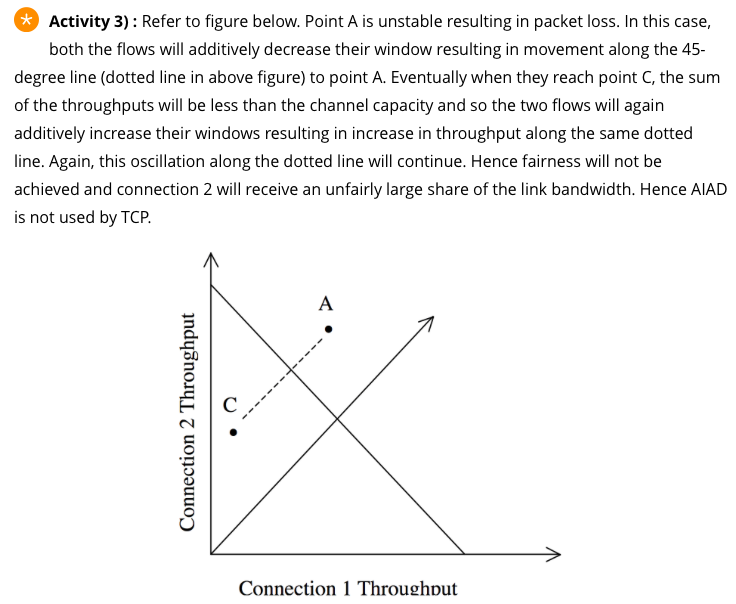 * Activity 3) : Refer to figure below. Point A is unstable resulting in packet loss. In this case,
both the flows will additively decrease their window resulting in movement along the 45-
degree line (dotted line in above figure) to point A. Eventually when they reach point C, the sum
of the throughputs will be less than the channel capacity and so the two flows will again
additively increase their windows resulting in increase in throughput along the same dotted
line. Again, this oscillation along the dotted line will continue. Hence fairness will not be
achieved and connection 2 will receive an unfairly large share of the link bandwidth. Hence AIAD
is not used by TCP.
A
C
Connection 2 Throughput
Connection 1 Throughput